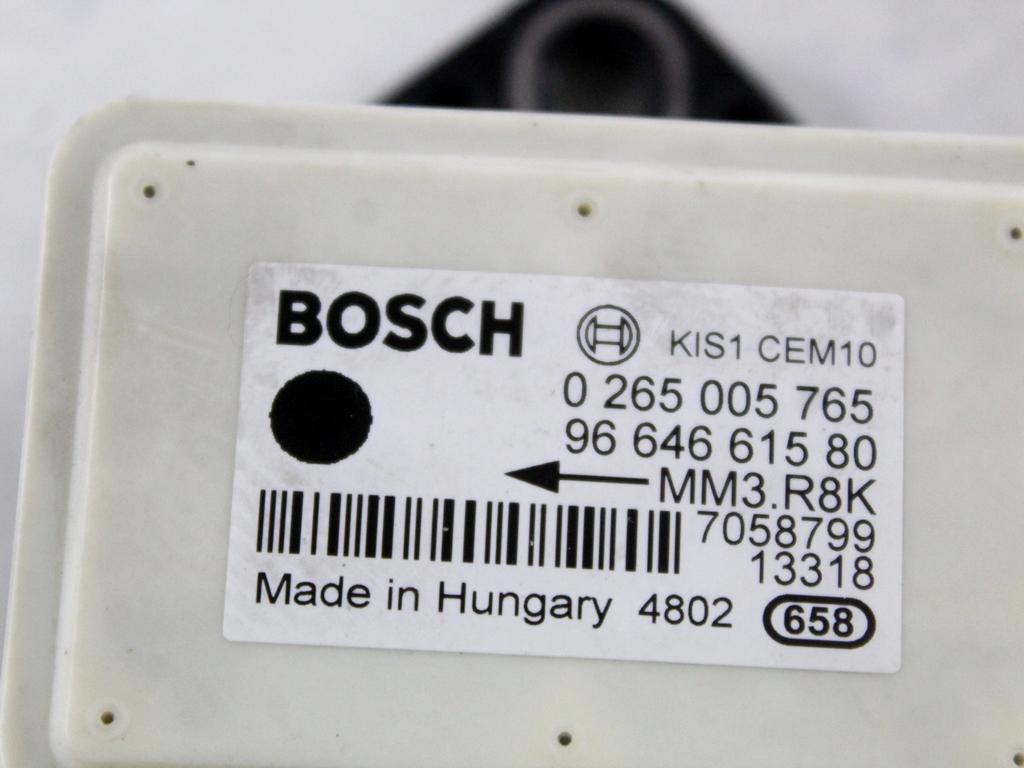 BOSCH
KIS1 CEM10
0 265 005 765
96 646 615 80
MM3.R8K
7058799
13318
Made in Hungary 4802 658